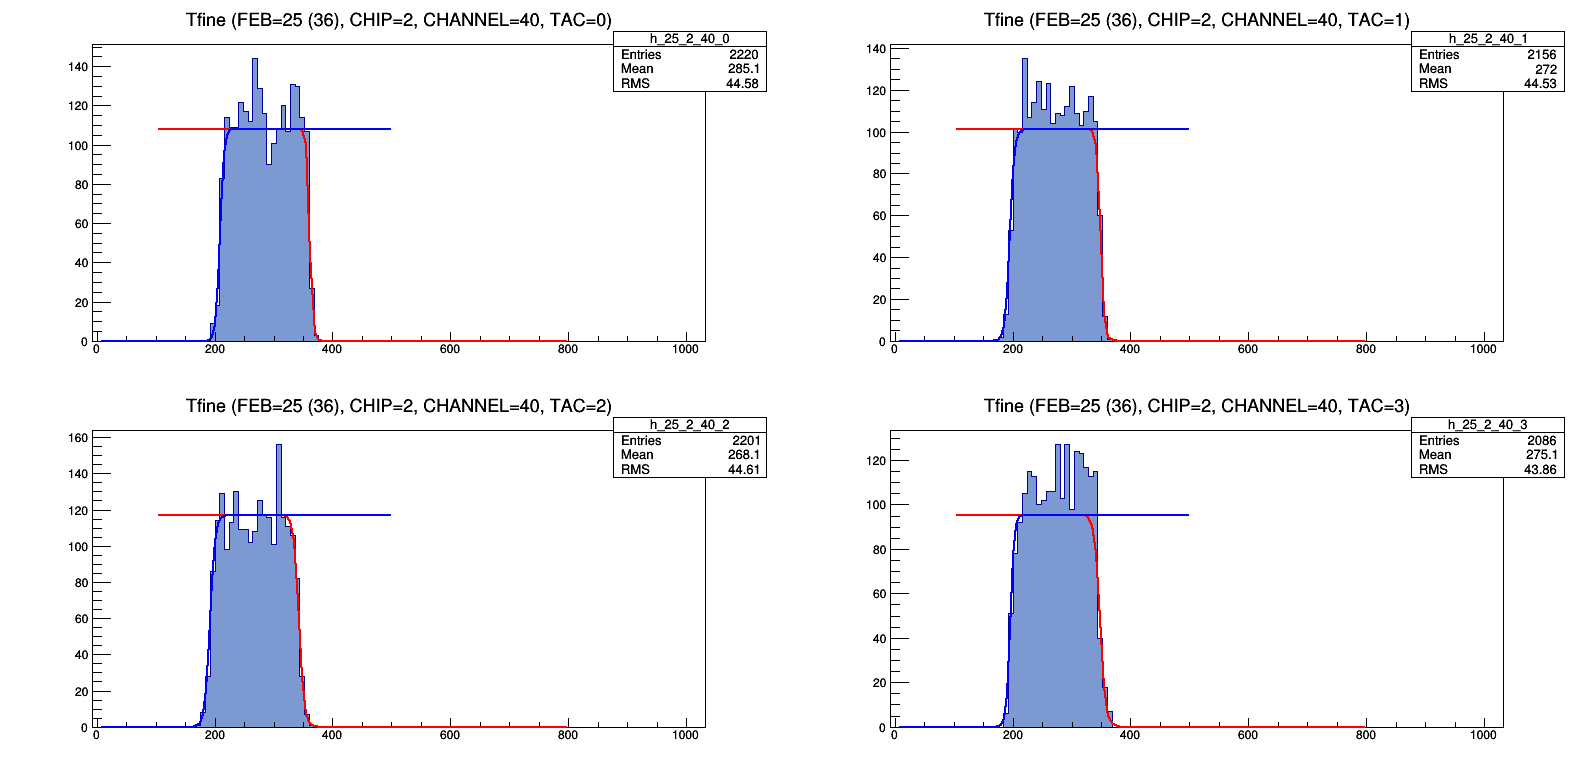 Tfine (FEB=25 (36), CHIP=2, CHANNEL=40, TAC=0)
h_25_2_40_0
Entries 2220
Mean 285.1
RMS 44.58
140
120
100
80
60
40
20
0
0 200 400 600 800 1000
Tfine (FEB=25 (36), CHIP=2, CHANNEL=40, TAC=1)
h_25_2_40_1
Entries 2156
Mean 272
RMS 44.53
140
120
100
80
60
40
20
0
0 200 400 600 800 1000
Tfine (FEB=25 (36), CHIP=2, CHANNEL=40, TAC=2)
h_25_2_40_2
Entries 2201
Mean 268.1
RMS 44.61
160
140
120
100
80
60
40
20
0
0 200 400 600 800 1000
Tfine (FEB=25 (36), CHIP=2, CHANNEL=40, TAC=3)
h_25_2_40_3
Entries 2086
Mean 275.1
RMS 43.86
120
100
80
60
40
20
0
0 200 400 600 800 1000